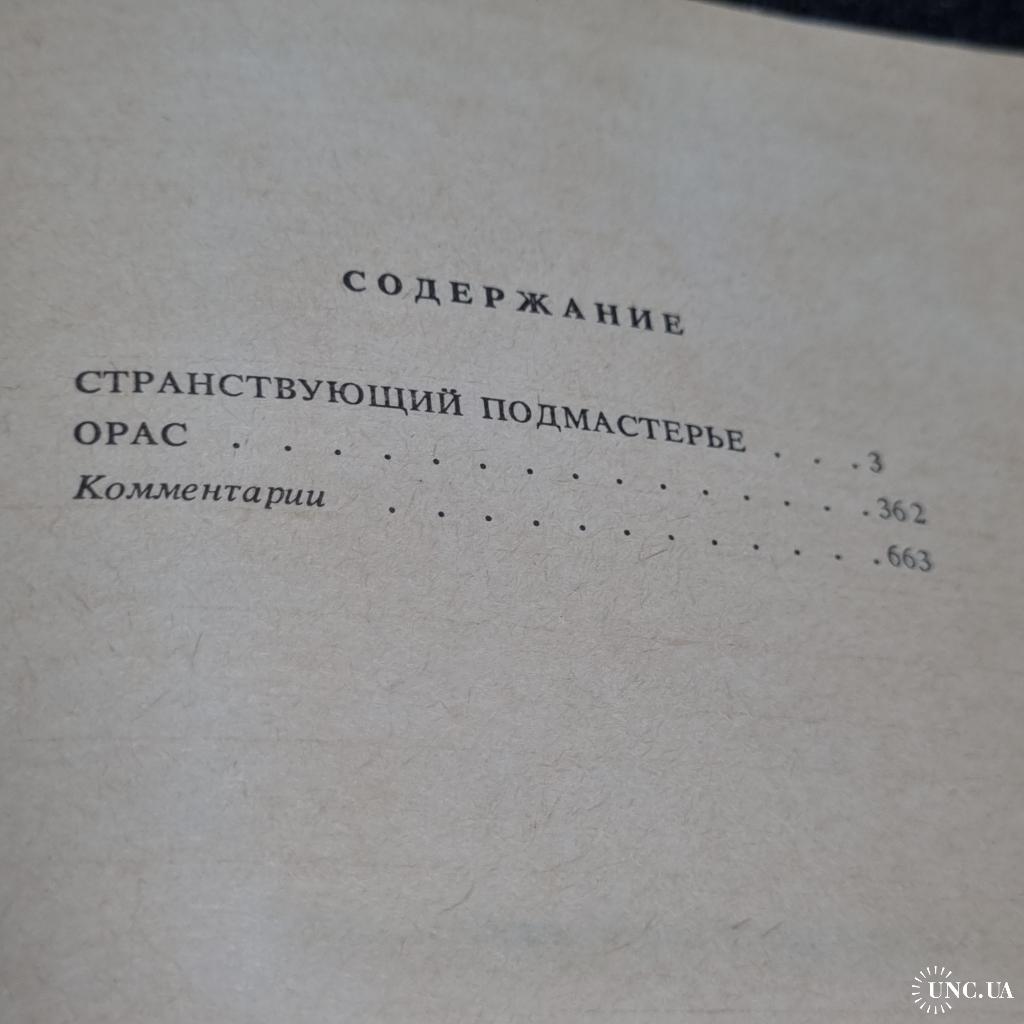 СОДЕРЖАНИЕ
СТРАНСТВУЮЩИЙ ПОДМАСТЕРЬЕ . . . 3
ОРАС . . . . . . . . . . . . . . 362
Комментарии . . . . . . . . . . . 663
UNC.UA